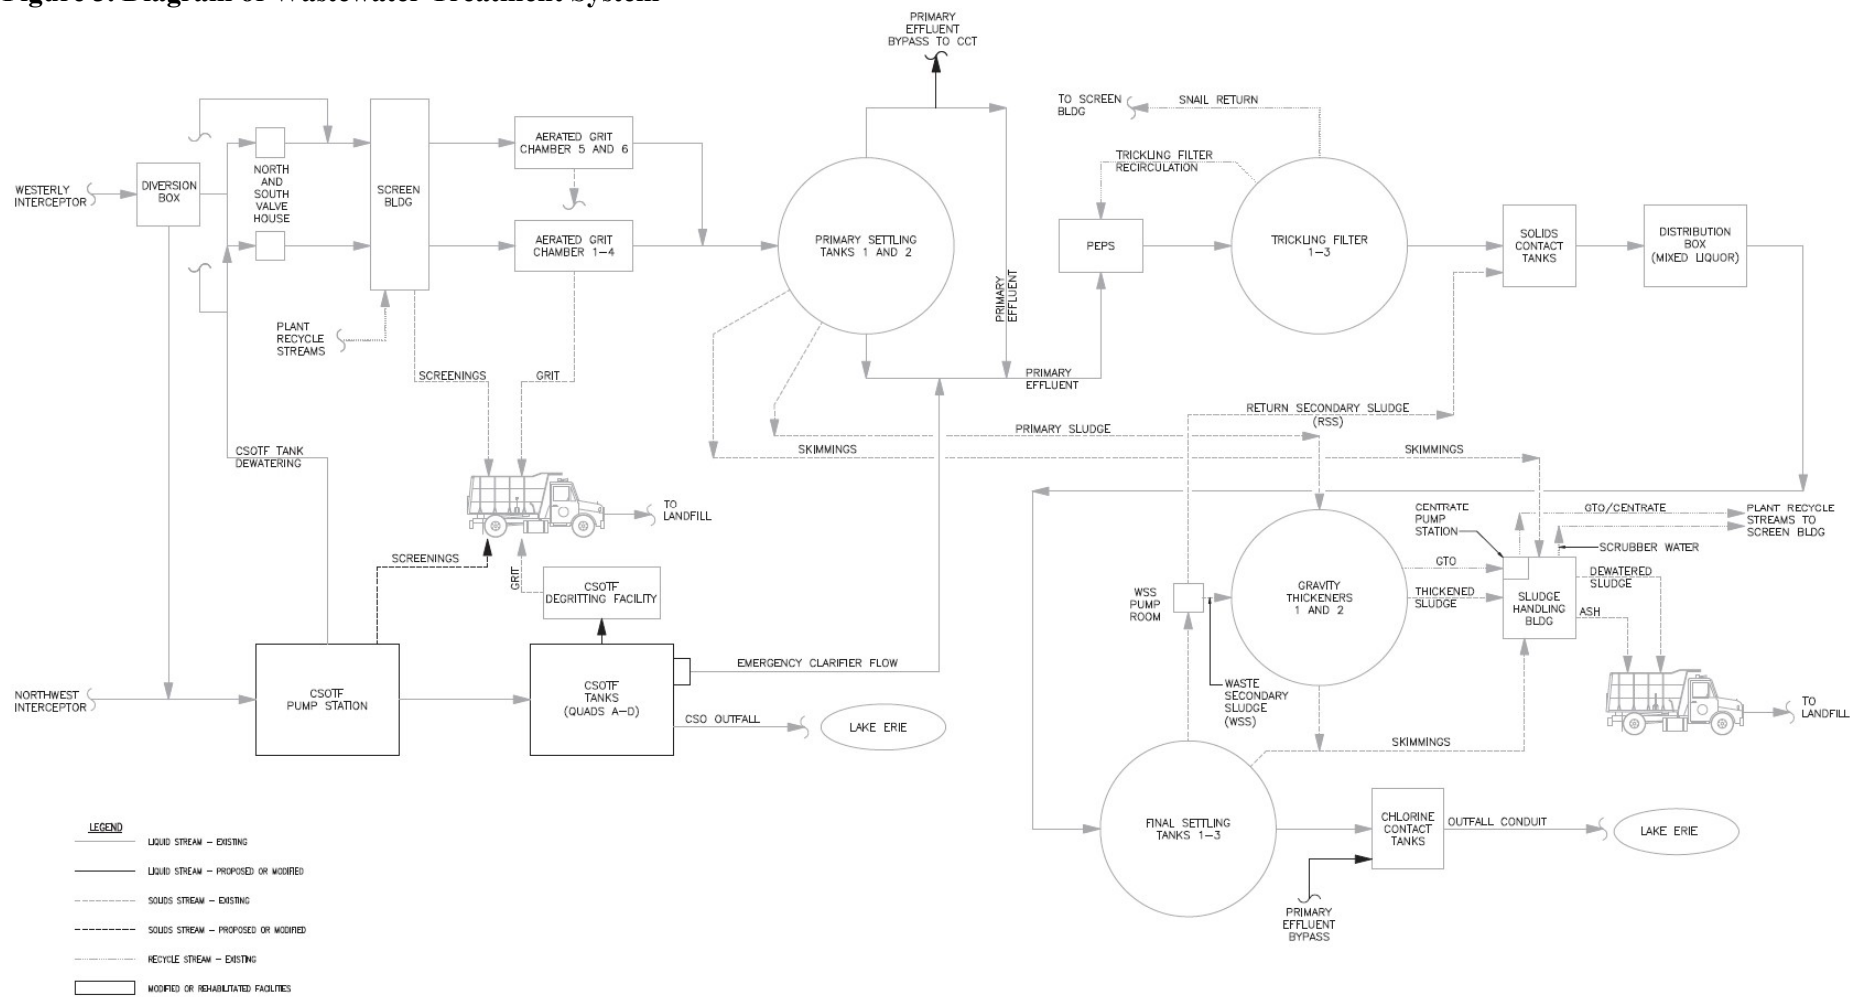 Figure 3: Diagram of Wastewater Treatment System
PRIMARY
EFFLUENT
BYPASS TO CCT
TO SCREEN
BLDG
SNAIL RETURN
AERATED GRIT
CHAMBER 5 AND 6
TRICKLING FILTER
RECIRCULATION
WESTERLY
INTERCEPTOR
DIVERSION
BOX
NORTH
AND
SOUTH
VALVE
HOUSE
SCREEN
BLDG
AERATED GRIT
CHAMBER 1-4
PRIMARY SETTLING
TANKS 1 AND 2
PRIMARY
EFFLUENT
PEPS
TRICKLING FILTER
1-3
SOLIDS
CONTACT
TANKS
DISTRIBUTION
BOX
(MIXED LIQUOR)
PLANT
RECYCLE
STREAMS
SCREENINGS
GRIT
PRIMARY
EFFLUENT
RETURN SECONDARY SLUDGE
(RSS)
PRIMARY SLUDGE
SKIMMINGS
SKIMMINGS
CSOTF TANK
DEWATERING
TO
LANDFILL
CENTRATE
PUMP
STATION
GTO/CENTRATE
PLANT RECYCLE
STREAMS TO
SCREEN BLDG
SCRUBBER WATER
SCREENINGS
GRIT
CSOTF
DEGRITTING FACILITY
WSS
PUMP
ROOM
GRAVITY
THICKENERS
1 AND 2
GTO
THICKENED
SLUDGE
SLUDGE
HANDLING
BLDG
DEWATERED
SLUDGE
ASH
EMERGENCY CLARIFIER FLOW
NORTHWEST
INTERCEPTOR
CSOTF
PUMP STATION
CSOTF
TANKS
(QUADS A-D)
CSO OUTFALL
LAKE ERIE
WASTE
SECONDARY
SLUDGE
(WSS)
SKIMMINGS
TO
LANDFILL
FINAL SETTLING
TANKS 1-3
CHLORINE
CONTACT
TANKS
OUTFALL CONDUIT
LAKE ERIE
PRIMARY
EFFLUENT
BYPASS
LEGEND
LIQUID STREAM - EXISTING
LIQUID STREAM - PROPOSED OR MODIFIED
SOLIDS STREAM - EXISTING
SOLIDS STREAM - PROPOSED OR MODIFIED
RECYCLE STREAM - EXISTING
MODIFIED OR REHABILITATED FACILITIES